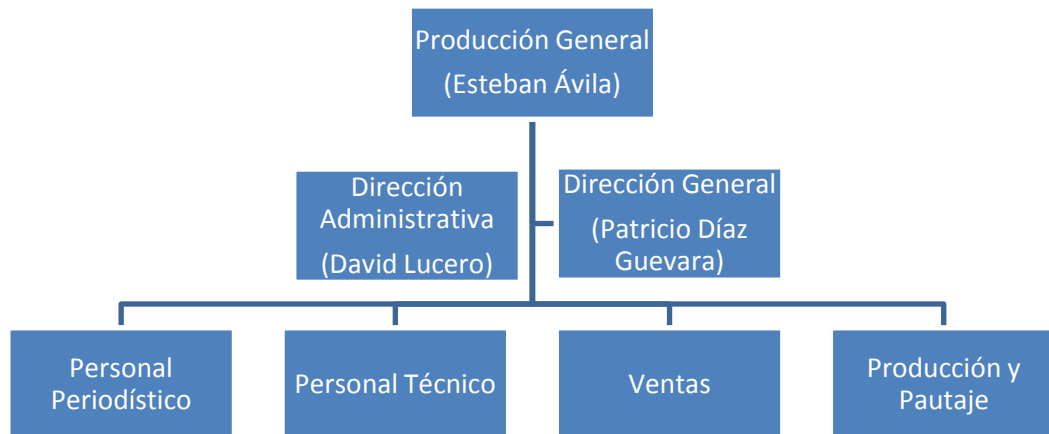 Producción General
(Esteban Ávila)
Dirección
Administrativa
(David Lucero)
Dirección General
(Patricio Díaz
Guevara)
Personal
Periodístico
Personal Técnico
Ventas
Producción y
Pautaje